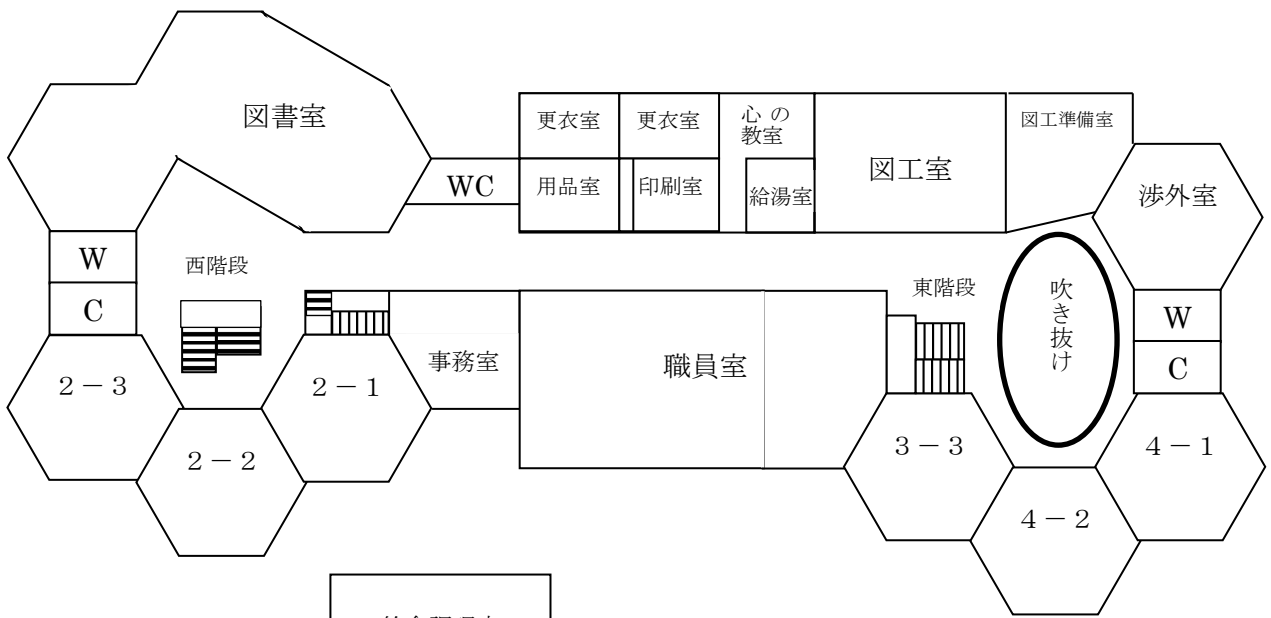 図書室
更衣室
更衣室
心の
教室
図工室
図工準備室
WC
用品室
印刷室
給湯室
渉外室
W
C
西階段
東階段
吹き抜け
W
C
事務室
職員室
2－3
2－1
2－2
3－3
4－1
4－2